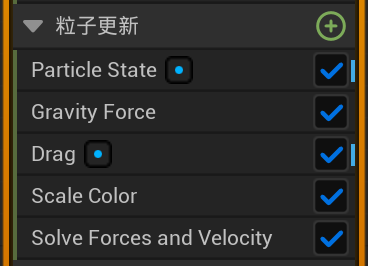 粒子更新
Particle State
Gravity Force
Drag
Scale Color
Solve Forces and Velocity